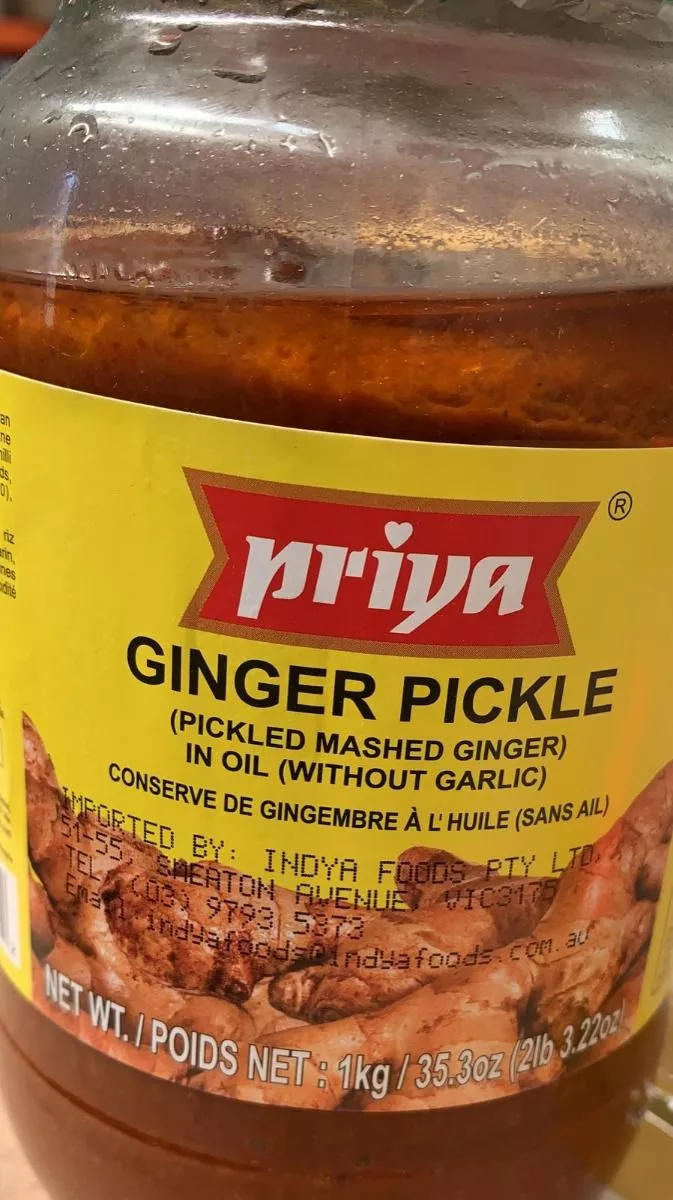 priya
®
GINGER PICKLE
(PICKLED MASHED GINGER)
IN OIL (WITHOUT GARLIC)
CONSERVE DE GINGEMBRE À L'HUILE (SANS AIL)
IMPORTED BY: INDYA FOODS PTY LTD,
51-55, SMEATON AVENUE, VIC3175
TEL: (03) 9793 5373
Email indyafoods@indyafoods.com.au
NET WT. / POIDS NET : 1kg / 35.3oz (2lb 3.22oz)